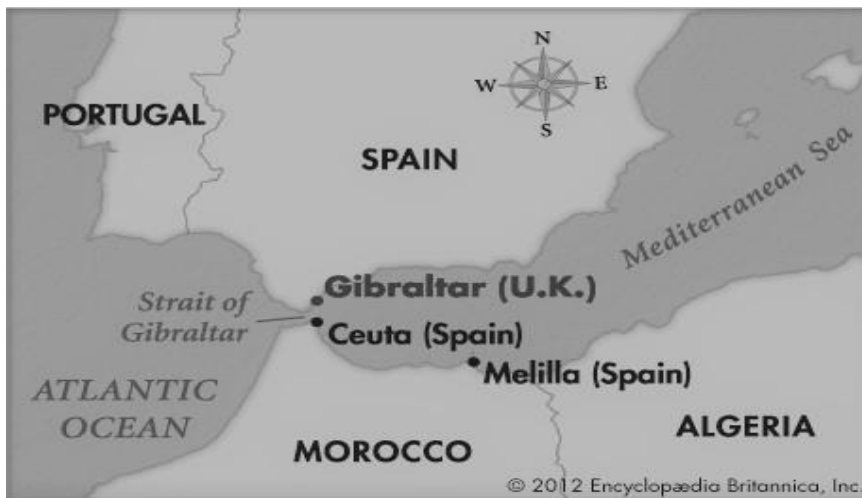 N
W E
S
PORTUGAL
SPAIN
Mediterranean Sea
Gibraltar (U.K.)
Strait of
Gibraltar
Ceuta (Spain)
Melilla (Spain)
ATLANTIC
OCEAN
MOROCCO
ALGERIA
© 2012 Encyclopædia Britannica, Inc.